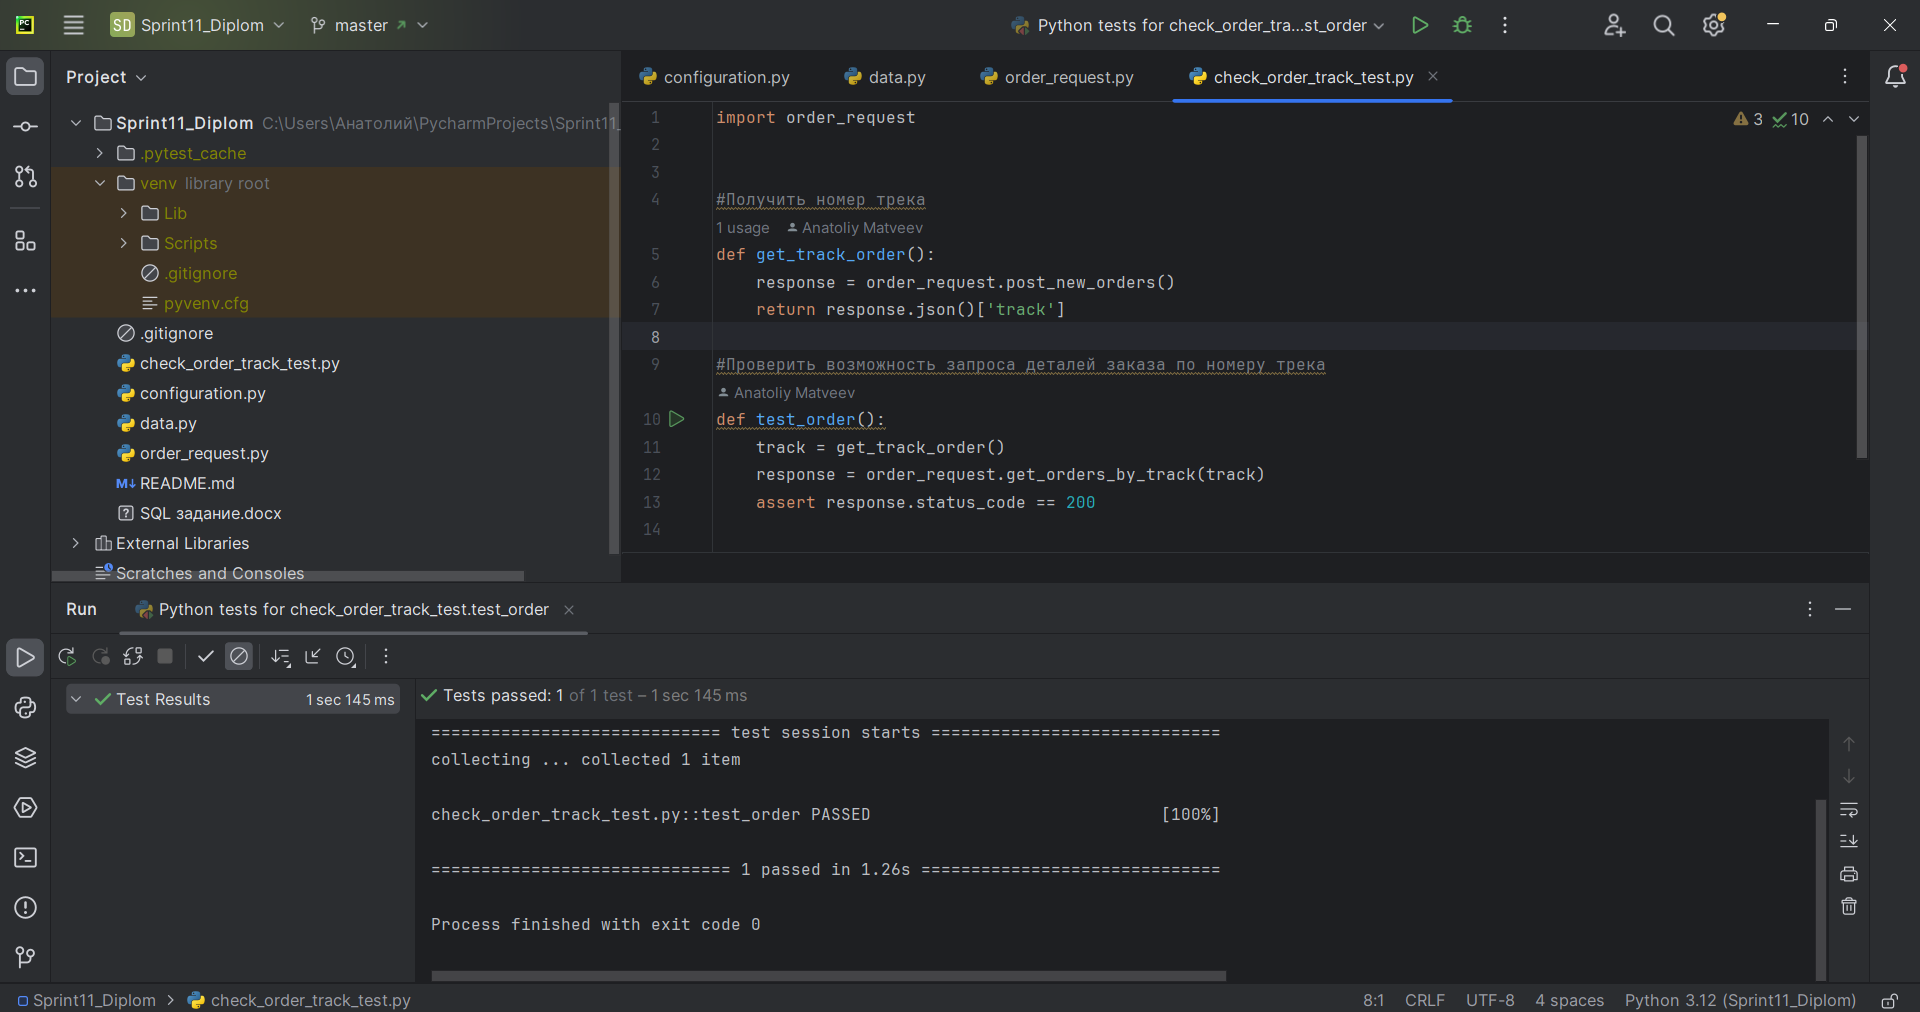 SD Sprint11_Diplom master Python tests for check_order_tra...st_order
Project
configuration.py data.py order_request.py check_order_track_test.py
Sprint11_Diplom C:\Users\Анатолий\PycharmProjects\Sprint11_
.pytest_cache
venv library root
Lib
Scripts
.gitignore
pyvenv.cfg
.gitignore
check_order_track_test.py
configuration.py
data.py
order_request.py
M↓ README.md
SQL задание.docx
External Libraries
Scratches and Consoles
3 10
1 import order_request
2
3
4 #Получить номер трека
1 usage Anatoliy Matveev
5 def get_track_order():
6 response = order_request.post_new_orders()
7 return response.json()['track']
8
9 #Проверить возможность запроса деталей заказа по номеру трека
Anatoliy Matveev
10 def test_order():
11 track = get_track_order()
12 response = order_request.get_orders_by_track(track)
13 assert response.status_code == 200
14
Run Python tests for check_order_track_test.test_order
Test Results 1 sec 145 ms
Tests passed: 1 of 1 test – 1 sec 145 ms
============================= test session starts =============================
collecting ... collected 1 item
check_order_track_test.py::test_order PASSED [100%]
============================== 1 passed in 1.26s ==============================
Process finished with exit code 0
Sprint11_Diplom > check_order_track_test.py
8:1 CRLF UTF-8 4 spaces Python 3.12 (Sprint11_Diplom)